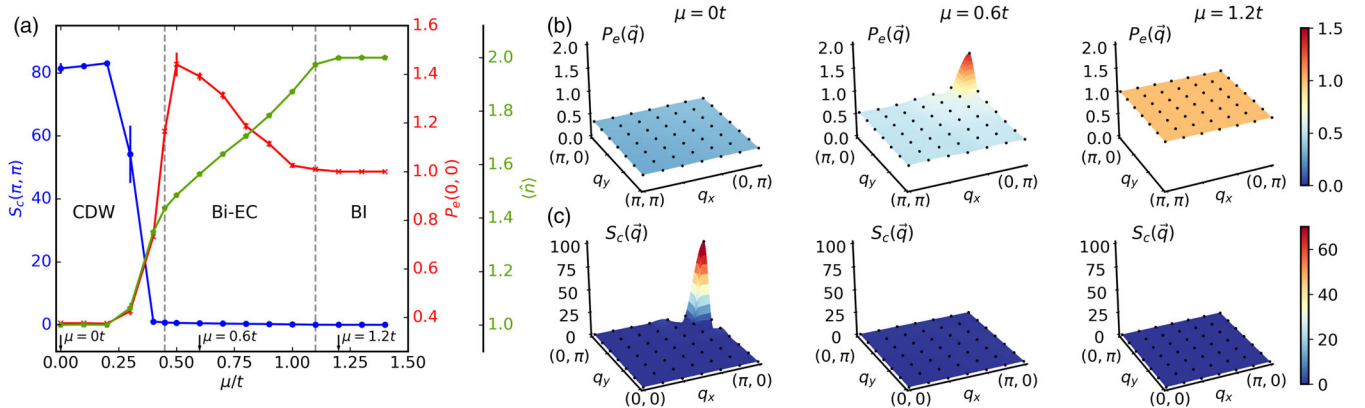 (a)
S_c(π, π)
80
60
40
20
0
CDW
Bi-EC
BI
μ = 0t
μ = 0.6t
μ = 1.2t
0.00 0.25 0.50 0.75 1.00 1.25 1.50
μ/t
1.6
1.4
1.2
1.0
0.8
0.6
0.4
P_e(0, 0)
2.0
1.8
1.6
1.4
1.2
1.0
⟨n̂⟩
(b)
μ = 0t
P_e(q⃗)
2.0
1.5
1.0
0.5
0.0
(π, 0)
q_y
(π, π)
q_x
(0, π)
μ = 0.6t
P_e(q⃗)
2.0
1.5
1.0
0.5
0.0
(π, 0)
q_y
(π, π)
q_x
(0, π)
μ = 1.2t
P_e(q⃗)
2.0
1.5
1.0
0.5
0.0
(π, 0)
q_y
(π, π)
q_x
(0, π)
1.5
1.0
0.5
0.0
(c)
S_c(q⃗)
100
75
50
25
0
(0, π)
q_y
(0, 0)
q_x
(π, 0)
S_c(q⃗)
100
75
50
25
0
(0, π)
q_y
(0, 0)
q_x
(π, 0)
S_c(q⃗)
100
75
50
25
0
(0, π)
q_y
(0, 0)
q_x
(π, 0)
60
40
20
0